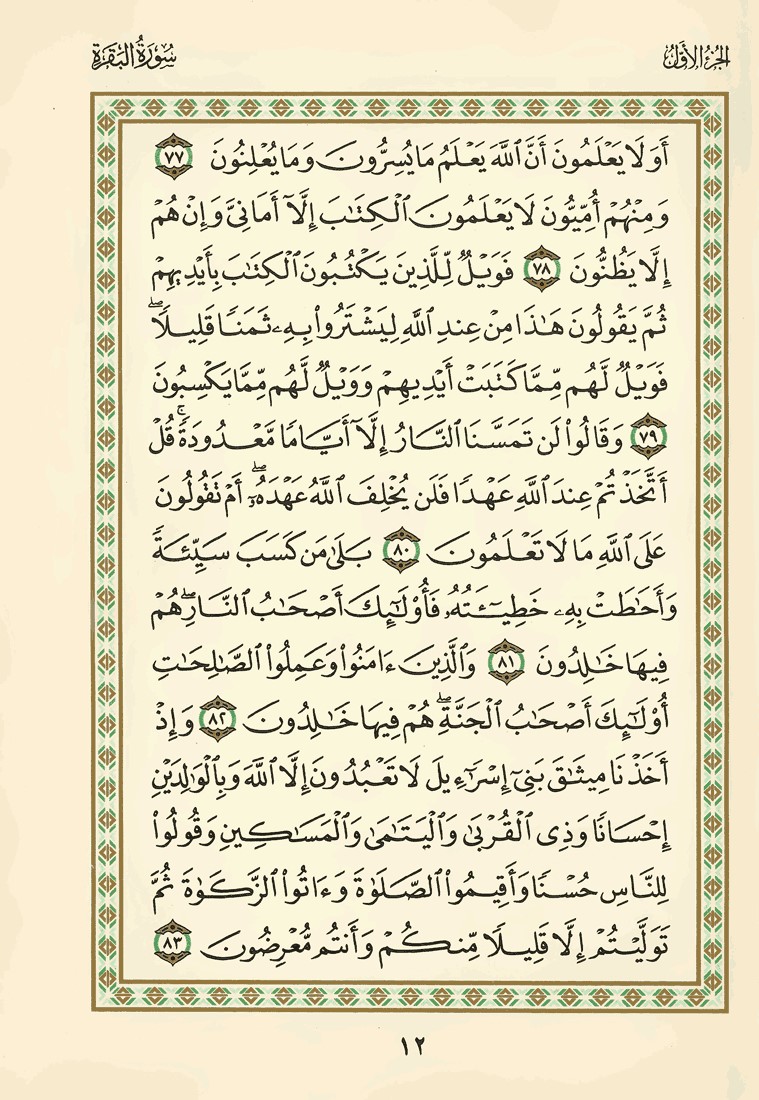 الجزء الأول
سورة البقرة
أَوَلَا يَعْلَمُونَ أَنَّ ٱللَّهَ يَعْلَمُ مَا يُسِرُّونَ وَمَا يُعْلِنُونَ ٧٧
وَمِنْهُمْ أُمِّيُّونَ لَا يَعْلَمُونَ ٱلْكِتَٰبَ إِلَّآ أَمَانِىَّ وَإِنْ هُمْ
إِلَّا يَظُنُّونَ ٧٨ فَوَيْلٌ لِّلَّذِينَ يَكْتُبُونَ ٱلْكِتَٰبَ بِأَيْدِيهِمْ
ثُمَّ يَقُولُونَ هَٰذَا مِنْ عِندِ ٱللَّهِ لِيَشْتَرُوا۟ بِهِۦ ثَمَنًا قَلِيلًا ۖ
فَوَيْلٌ لَّهُم مِّمَّا كَتَبَتْ أَيْدِيهِمْ وَوَيْلٌ لَّهُم مِّمَّا يَكْسِبُونَ
٧٩ وَقَالُوا۟ لَن تَمَسَّنَا ٱلنَّارُ إِلَّآ أَيَّامًا مَّعْدُودَةً ۚ قُلْ
أَتَّخَذْتُمْ عِندَ ٱللَّهِ عَهْدًا فَلَن يُخْلِفَ ٱللَّهُ عَهْدَهُۥٓ ۖ أَمْ تَقُولُونَ
عَلَى ٱللَّهِ مَا لَا تَعْلَمُونَ ٨٠ بَلَىٰ مَن كَسَبَ سَيِّئَةً
وَأَحَٰطَتْ بِهِۦ خَطِيٓـَٔتُهُۥ فَأُو۟لَٰٓئِكَ أَصْحَٰبُ ٱلنَّارِ ۖ هُمْ
فِيهَا خَٰلِدُونَ ٨١ وَٱلَّذِينَ ءَامَنُوا۟ وَعَمِلُوا۟ ٱلصَّٰلِحَٰتِ
أُو۟لَٰٓئِكَ أَصْحَٰبُ ٱلْجَنَّةِ ۖ هُمْ فِيهَا خَٰلِدُونَ ٨٢ وَإِذْ
أَخَذْنَا مِيثَٰقَ بَنِىٓ إِسْرَٰٓءِيلَ لَا تَعْبُدُونَ إِلَّا ٱللَّهَ وَبِٱلْوَٰلِدَيْنِ
إِحْسَانًا وَذِى ٱلْقُرْبَىٰ وَٱلْيَتَٰمَىٰ وَٱلْمَسَٰكِينِ وَقُولُوا۟
لِلنَّاسِ حُسْنًا وَأَقِيمُوا۟ ٱلصَّلَوٰةَ وَءَاتُوا۟ ٱلزَّكَوٰةَ ثُمَّ
تَوَلَّيْتُمْ إِلَّا قَلِيلًا مِّنكُمْ وَأَنتُم مُّعْرِضُونَ ٨٣
١٢